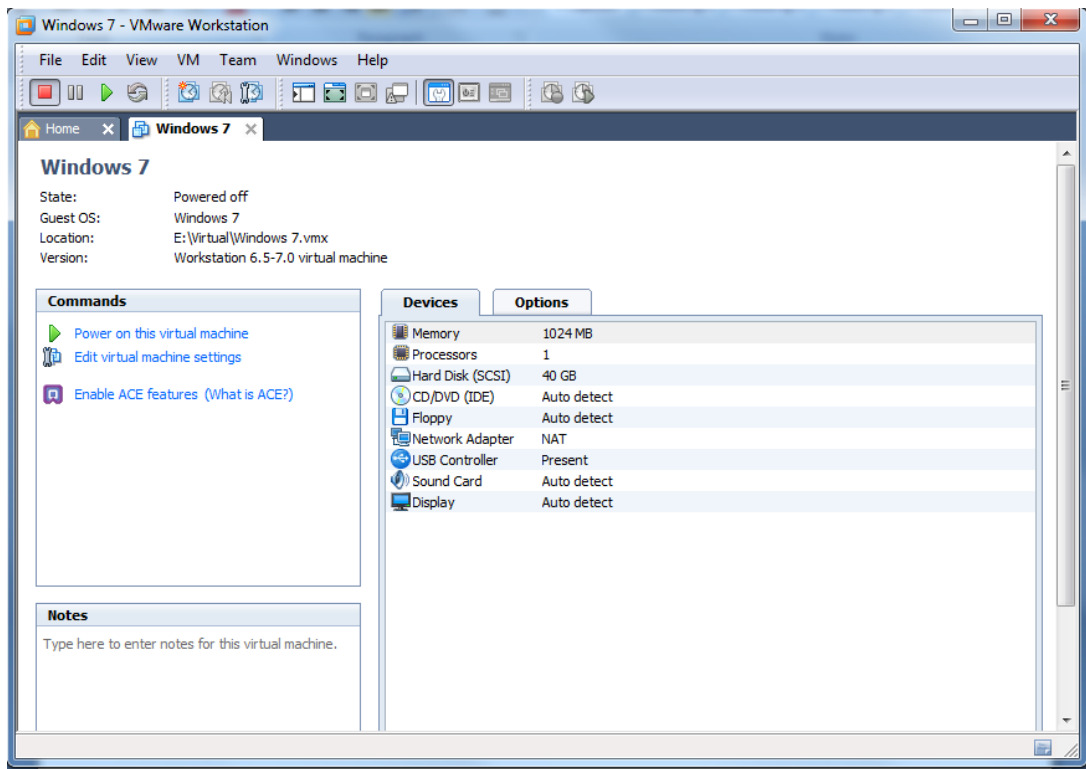 Windows 7 - VMware Workstation
File Edit View VM Team Windows Help
Home Windows 7
Windows 7
State: Powered off
Guest OS: Windows 7
Location: E:\Virtual\Windows 7.vmx
Version: Workstation 6.5-7.0 virtual machine
Commands
Power on this virtual machine
Edit virtual machine settings
Enable ACE features (What is ACE?)
Devices Options
Memory 1024 MB
Processors 1
Hard Disk (SCSI) 40 GB
CD/DVD (IDE) Auto detect
Floppy Auto detect
Network Adapter NAT
USB Controller Present
Sound Card Auto detect
Display Auto detect
Notes
Type here to enter notes for this virtual machine.